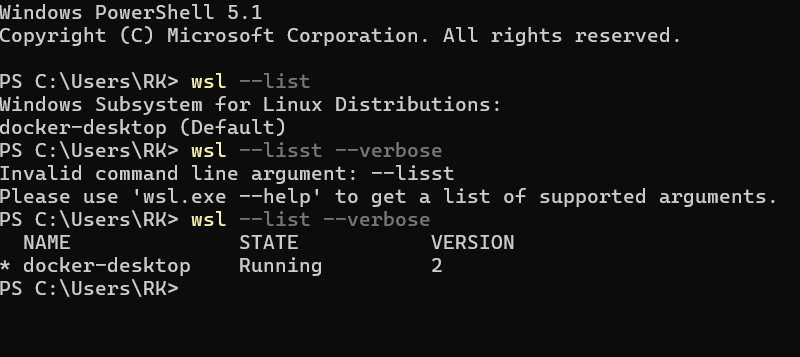 Windows PowerShell 5.1
Copyright (C) Microsoft Corporation. All rights reserved.
PS C:\Users\RK> wsl --list
Windows Subsystem for Linux Distributions:
docker-desktop (Default)
PS C:\Users\RK> wsl --lisst --verbose
Invalid command line argument: --lisst
Please use 'wsl.exe --help' to get a list of supported arguments.
PS C:\Users\RK> wsl --list --verbose
  NAME              STATE           VERSION
* docker-desktop    Running         2
PS C:\Users\RK>